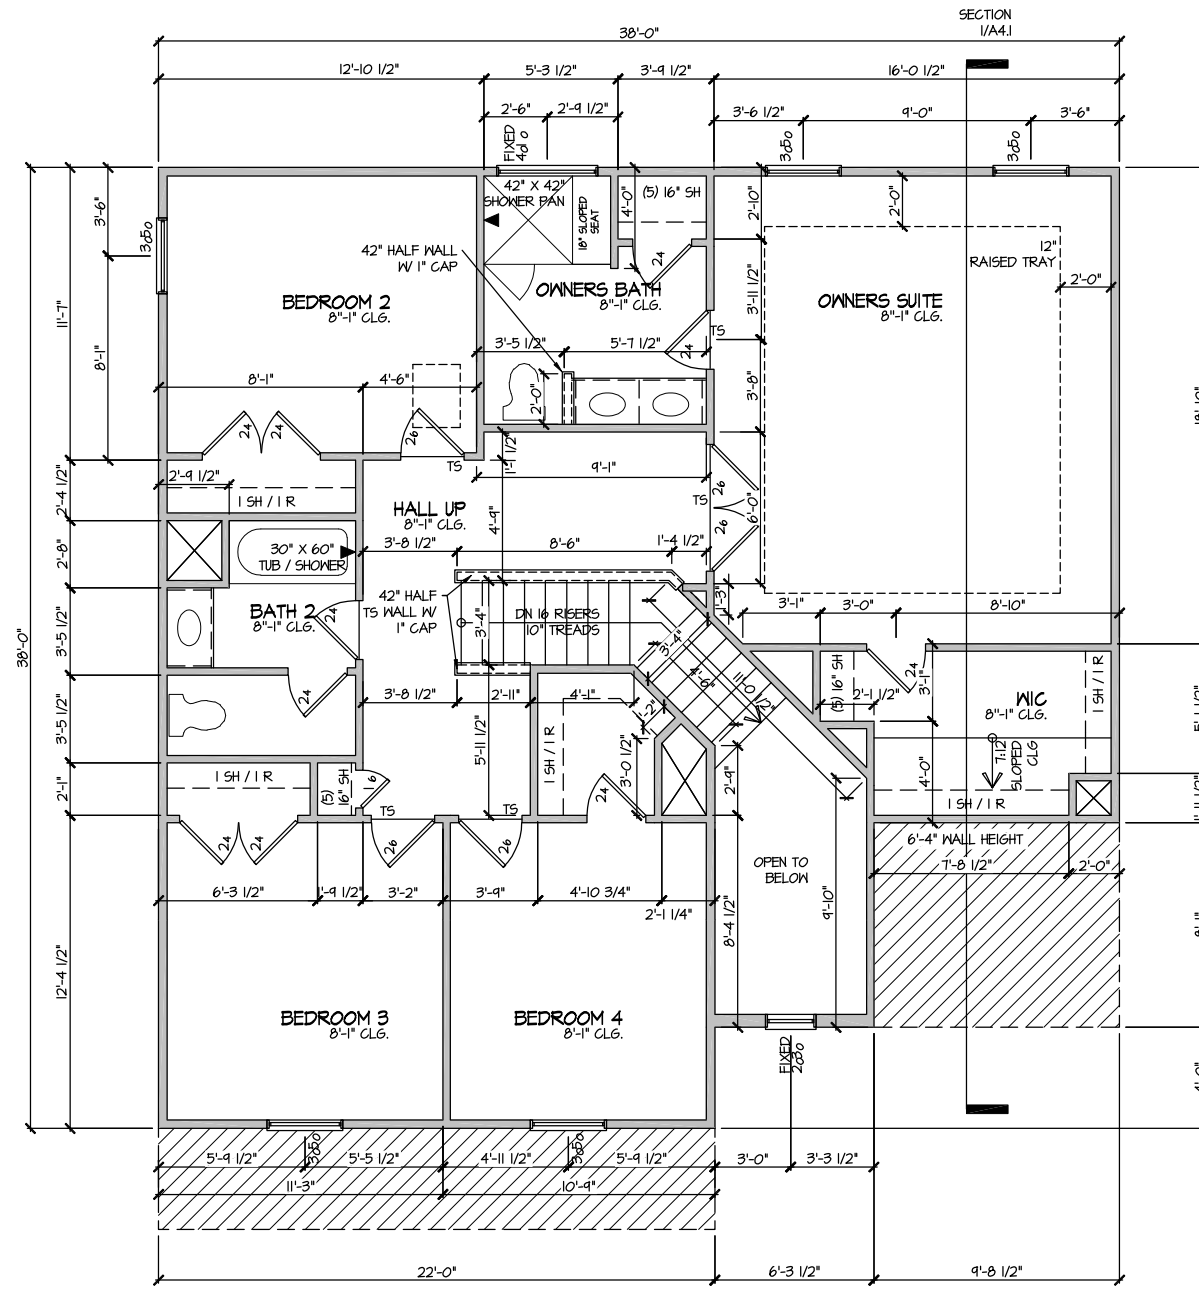 SECTION
1/A4.1
38'-0"
12'-10 1/2"
5'-3 1/2"
3'-9 1/2"
16'-0 1/2"
2'-6"
2'-9 1/2"
3'-6 1/2"
9'-0"
3'-6"
FIXED
3050
3050
3'-6"
3050
11'-7"
8'-1"
42" X 42"
SHOWER PAN
18" SLOPED
SEAT
4'-0"
(5) 16" SH
24
2'-10"
2'-0"
12"
RAISED TRAY
2'-0"
42" HALF WALL
W/ 1" CAP
BEDROOM 2
8"-1" CLG.
OWNERS BATH
8"-1" CLG.
OWNERS SUITE
8"-1" CLG.
3'-11 1/2"
TS
24
3'-5 1/2"
5'-7 1/2"
8'-1"
4'-6"
2'-0"
3'-8"
24
24
26
TS
1'-1 1/2"
9'-1"
2'-9 1/2"
2'-4 1/2"
1 SH / 1 R
HALL UP
8"-1" CLG.
4'-9"
TS
26
26
6'-0"
30" X 60"
TUB / SHOWER
2'-8"
3'-8 1/2"
8'-6"
1'-4 1/2"
42" HALF
WALL W/
1" CAP
TS
BATH 2
8"-1" CLG.
24
3'-4"
DN 16 RISERS
10" TREADS
1'-3"
3'-1"
3'-0"
8'-10"
38'-0"
3'-5 1/2"
3'-4"
4'-6"
11'-0 1/2"
(5) 16" SH
24
3'-1"
2'-1 1/2"
WIC
8"-1" CLG.
1 SH / 1 R
24
3'-8 1/2"
2'-11"
4'-1"
3'-5 1/2"
5'-11 1/2"
1 SH / 1 R
3'-0 1/2"
2'-9"
4'-0"
7:12
SLOPED
CLG
1 SH / 1 R
2'-1"
1 SH / 1 R
(5)
16" SH
TS
TS
24
24
24
26
26
6'-4" WALL HEIGHT
7'-8 1/2"
2'-0"
OPEN TO
BELOW
6'-3 1/2"
1'-9 1/2"
3'-2"
3'-9"
4'-10 3/4"
2'-1 1/4"
8'-4 1/2"
9'-10"
12'-4 1/2"
BEDROOM 3
8'-1" CLG.
BEDROOM 4
8'-1" CLG.
FIXED
2030
3050
3050
5'-9 1/2"
5'-5 1/2"
4'-11 1/2"
5'-9 1/2"
3'-0"
3'-3 1/2"
11'-3"
10'-9"
22'-0"
6'-3 1/2"
9'-8 1/2"